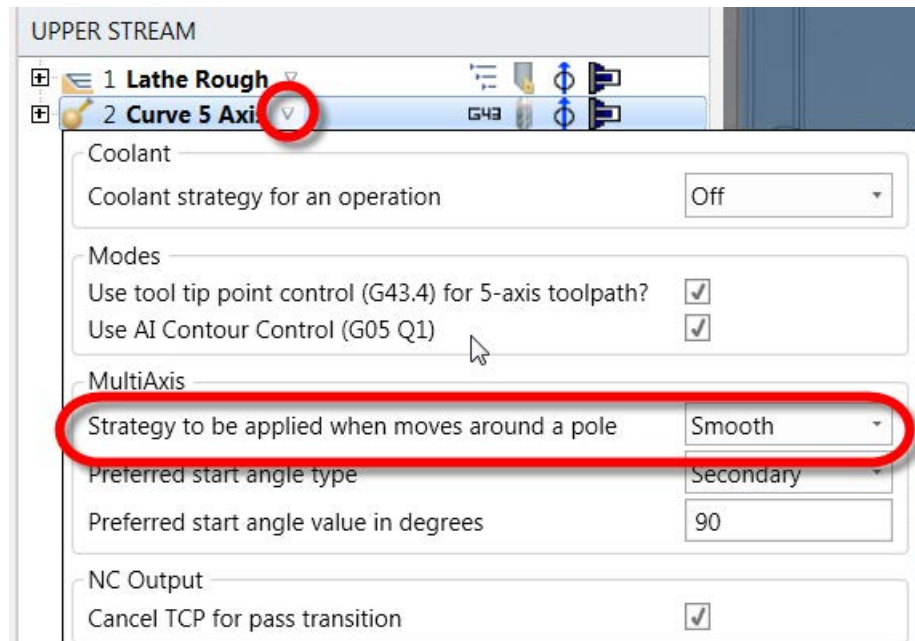 UPPER STREAM
1 Lathe Rough
2 Curve 5 Axi G43
Coolant
Coolant strategy for an operation Off
Modes
Use tool tip point control (G43.4) for 5-axis toolpath?
Use AI Contour Control (G05 Q1)
MultiAxis
Strategy to be applied when moves around a pole Smooth
Preferred start angle type Secondary
Preferred start angle value in degrees 90
NC Output
Cancel TCP for pass transition